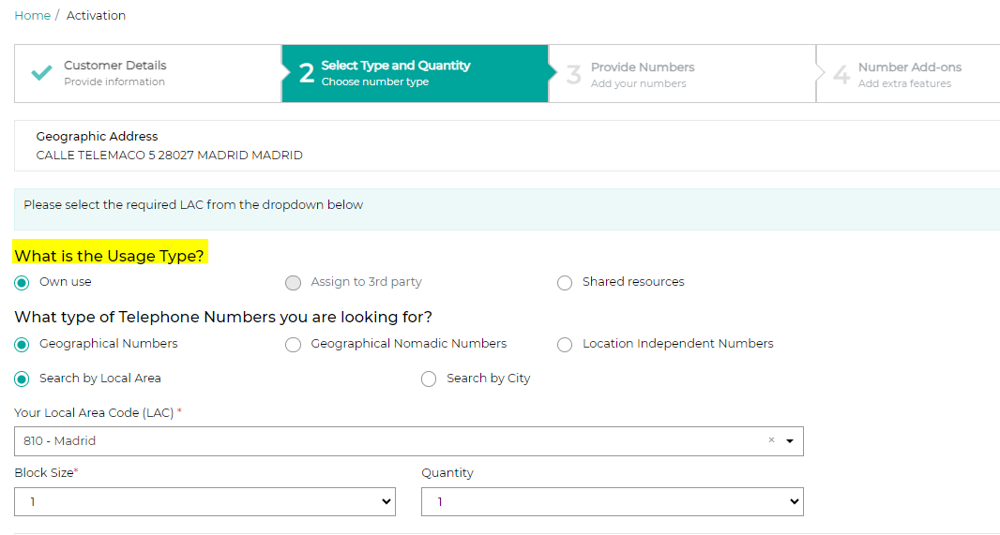 Home / Activation
Customer Details
Provide information
2 Select Type and Quantity
Choose number type
3 Provide Numbers
Add your numbers
4 Number Add-ons
Add extra features
Geographic Address
CALLE TELEMACO 5 28027 MADRID MADRID
Please select the required LAC from the dropdown below
What is the Usage Type?
Own use Assign to 3rd party Shared resources
What type of Telephone Numbers you are looking for?
Geographical Numbers Geographical Nomadic Numbers Location Independent Numbers
Search by Local Area Search by City
Your Local Area Code (LAC) *
810 - Madrid ×
Block Size* Quantity
1 1